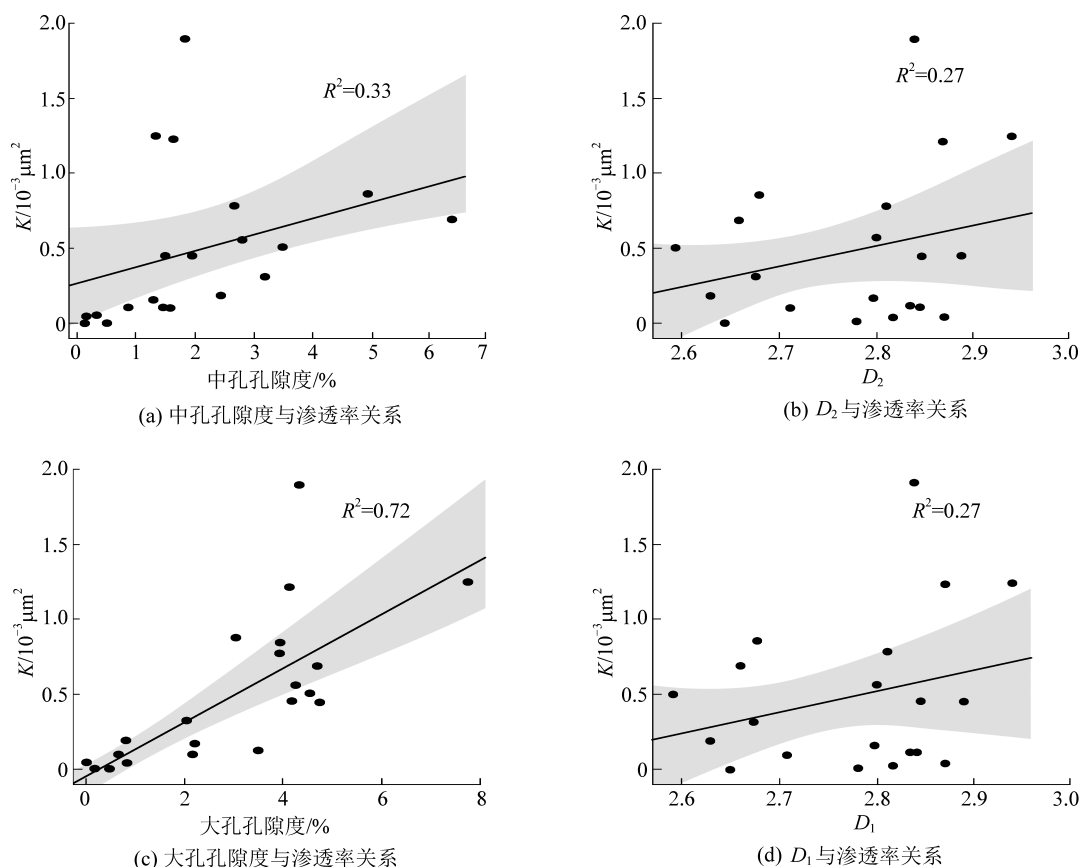 2.0
1.5
1.0
0.5
0
K/10⁻³μm²
R²=0.33
0 1 2 3 4 5 6 7
中孔孔隙度/%
(a) 中孔孔隙度与渗透率关系
2.0
1.5
1.0
0.5
0
K/10⁻³μm²
R²=0.27
2.6 2.7 2.8 2.9 3.0
D₂
(b) D₂与渗透率关系
2.0
1.5
1.0
0.5
0
K/10⁻³μm²
R²=0.72
0 2 4 6 8
大孔孔隙度/%
(c) 大孔孔隙度与渗透率关系
2.0
1.5
1.0
0.5
0
K/10⁻³μm²
R²=0.27
2.6 2.7 2.8 2.9 3.0
D₁
(d) D₁与渗透率关系